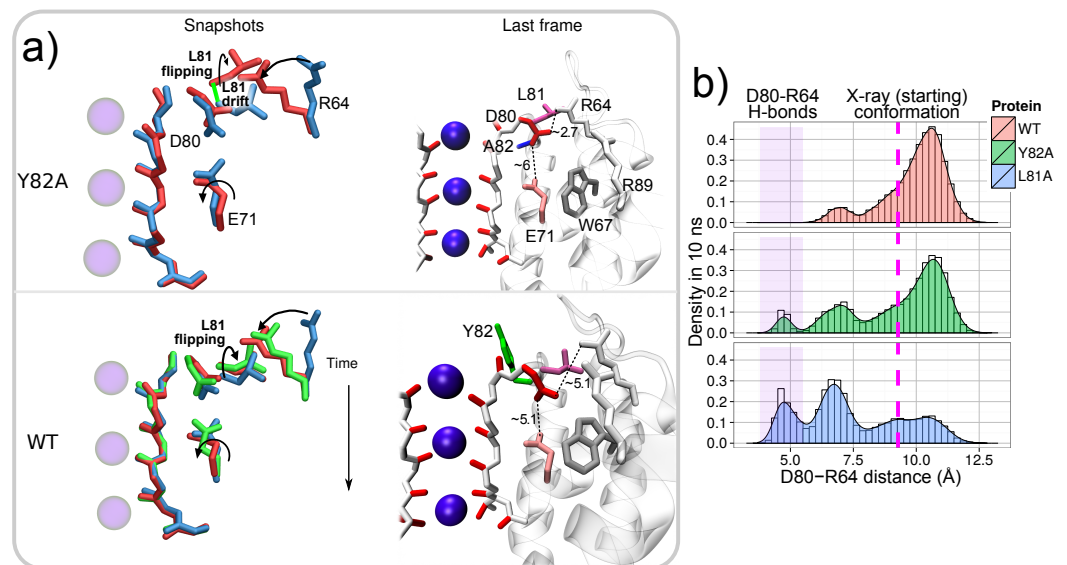 a)
Snapshots
Last frame
L81
flipping
L81
drift
R64
D80
Y82A
E71
L81
R64
D80
~2.7
A82
~6
R89
E71
W67
L81
flipping
Time
WT
Y82
~5.1
~5.1
b)
D80-R64
H-bonds
X-ray (starting)
conformation
Protein
WT
Y82A
L81A
Density in 10 ns
0.4
0.3
0.2
0.1
0.0
0.4
0.3
0.2
0.1
0.0
0.4
0.3
0.2
0.1
0.0
5.0
7.5
10.0
12.5
D80−R64 distance (Å)